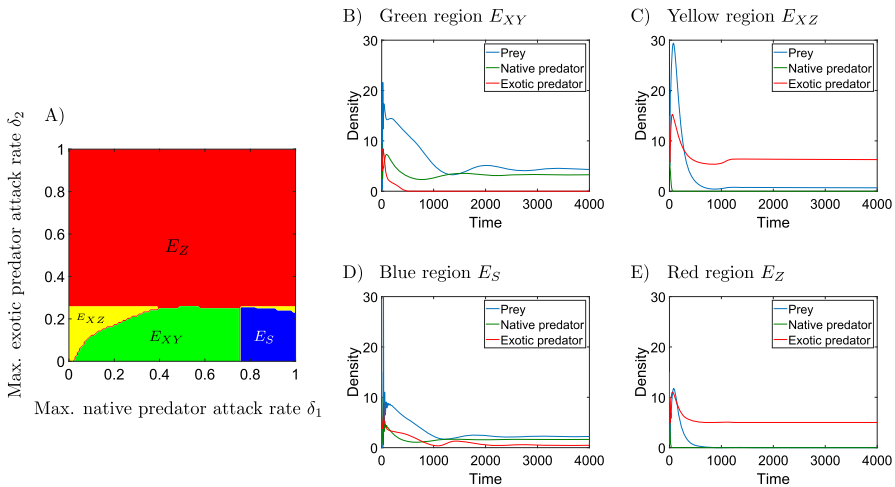 A)
Max. exotic predator attack rate δ2
1
0.8
0.6
0.4
0.2
0
E_Z
E_XZ
E_XY
E_S
0 0.2 0.4 0.6 0.8 1
Max. native predator attack rate δ1
B) Green region E_XY
30
20
10
0
Density
Prey
Native predator
Exotic predator
0 1000 2000 3000 4000
Time
C) Yellow region E_XZ
30
20
10
0
Density
Prey
Native predator
Exotic predator
0 1000 2000 3000 4000
Time
D) Blue region E_S
30
20
10
0
Density
Prey
Native predator
Exotic predator
0 1000 2000 3000 4000
Time
E) Red region E_Z
30
20
10
0
Density
Prey
Native predator
Exotic predator
0 1000 2000 3000 4000
Time